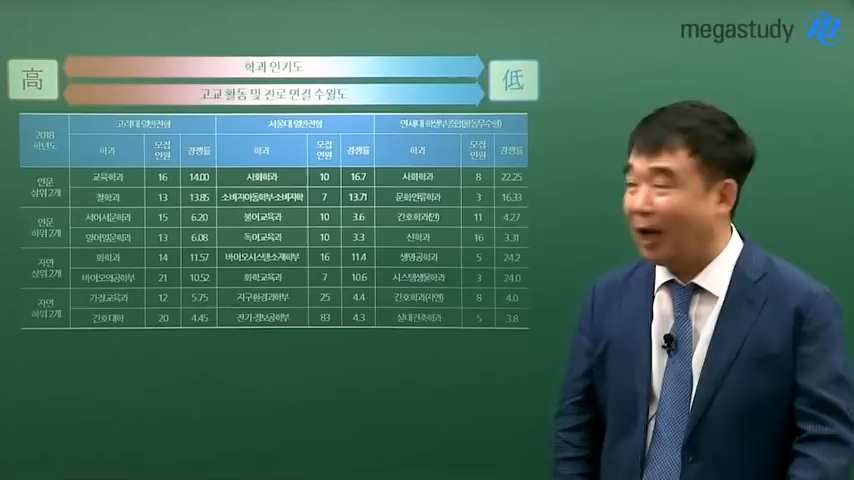 megastudy
高 학과 인기도 低
고교 활동 및 진로 연결 수월도
2018 학년도 고려대-일반전형 서울대-일반전형 연세대-학생부종합(활동우수형)
학과 모집인원 경쟁률 학과 모집인원 경쟁률 학과 모집인원 경쟁률
인문 상위 2개 교육학과 16 14.00 사회학과 10 16.7 사회학과 8 22.25
철학과 13 13.85 소비자아동학부-소비자학 7 13.71 문화인류학과 3 16.33
인문 하위 2개 서어서문학과 15 6.20 불어교육과 10 3.6 간호학과(인) 11 4.27
영어영문학과 13 6.08 독어교육과 10 3.3 신학과 16 3.31
자연 상위 2개 화학과 14 11.57 바이오시스템·소재학부 16 11.4 생명공학과 5 24.2
바이오의공학부 21 10.52 화학교육과 7 10.6 시스템생물학과 3 24.0
자연 하위 2개 가정교육과 12 5.75 지구환경과학부 25 4.4 간호학과(자연) 8 4.0
간호대학 20 4.45 전기·정보공학부 83 4.3 실내건축학과 5 3.8